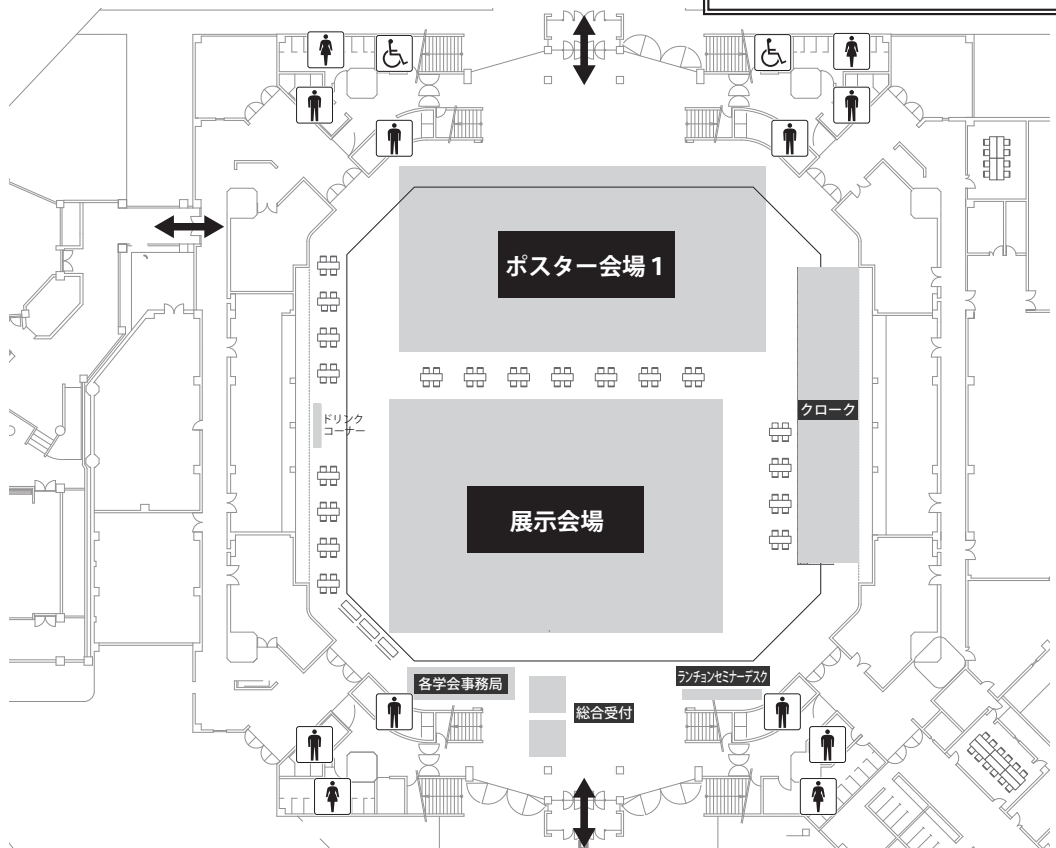 ポスター会場1
クローク
ドリンク
コーナー
展示会場
各学会事務局
ランチョンセミナーデスク
総合受付